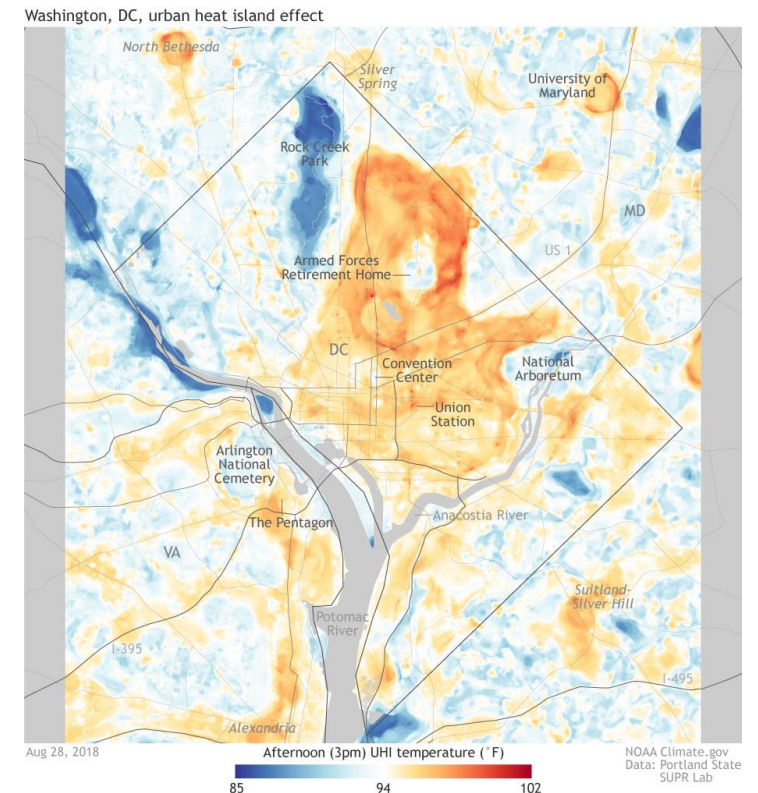 Washington, DC, urban heat island effect
North Bethesda
Silver
Spring
University of
Maryland
Rock Creek
Park
MD
US 1
Armed Forces
Retirement Home
DC
Convention
Center
National
Arboretum
Union
Station
Arlington
National
Cemetery
The Pentagon
Anacostia River
VA
Suitland-
Silver Hill
Potomac
River
I-395
I-495
Alexandria
Aug 28, 2018
Afternoon (3pm) UHI temperature (°F)
85
94
102
NOAA Climate.gov
Data: Portland State
SUPR Lab